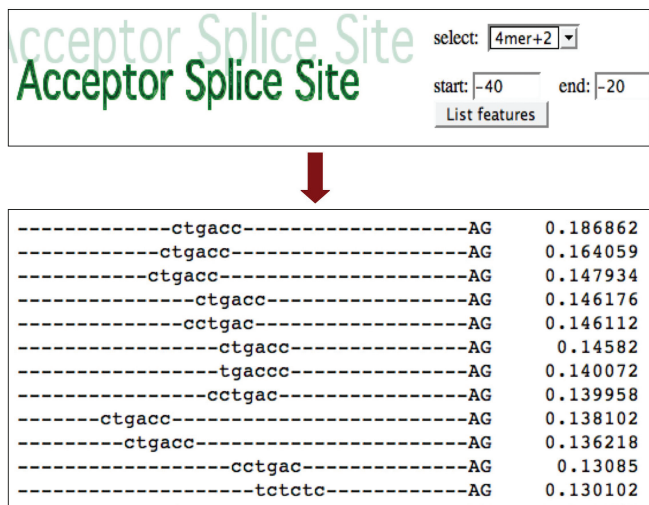 Acceptor Splice Site
Acceptor Splice Site
select: 4mer+2
start: -40 end: -20
List features
-------------ctgacc-------------------AG 0.186862
------------ctgacc--------------------AG 0.164059
-----------ctgacc---------------------AG 0.147934
---------------ctgacc-----------------AG 0.146176
--------------cctgac------------------AG 0.146112
-----------------ctgacc---------------AG 0.14582
-----------------tgaccc---------------AG 0.140072
----------------cctgac----------------AG 0.139958
-------ctgacc-------------------------AG 0.138102
---------ctgacc-----------------------AG 0.136218
------------------cctgac--------------AG 0.13085
--------------------tctctc------------AG 0.130102